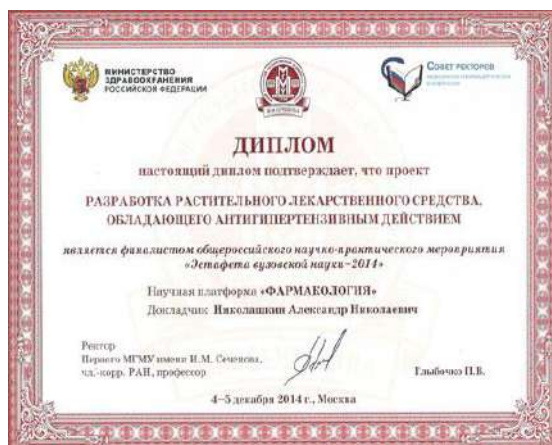 МИНИСТЕРСТВО
ЗДРАВООХРАНЕНИЯ
РОССИЙСКОЙ ФЕДЕРАЦИИ
СОВЕТ РЕКТОРОВ
ДИПЛОМ
настоящий диплом подтверждает, что проект
РАЗРАБОТКА РАСТИТЕЛЬНОГО ЛЕКАРСТВЕННОГО СРЕДСТВА,
ОБЛАДАЮЩЕГО АНТИГИПЕРТЕНЗИВНЫМ ДЕЙСТВИЕМ
является финалистом общероссийского научно-практического мероприятия
«Эстафета вузовской науки-2014»
Научная платформа «ФАРМАКОЛОГИЯ»
Докладчик Николашкин Александр Николаевич
Ректор
Первого МГМУ имени И.М. Сеченова,
чл.-корр. РАН, профессор
Глыбочко П.В.
4-5 декабря 2014 г., Москва